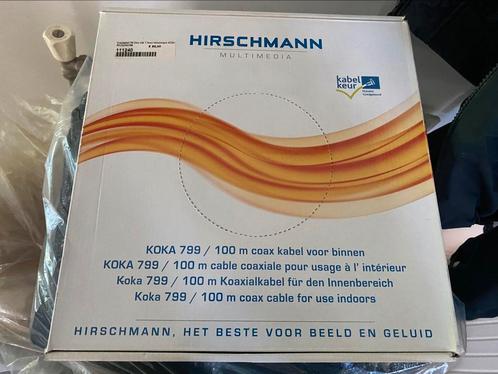 111240
HIRSCHMANN
MULTIMEDIA
kabel
keur
KOKA 799 / 100 m coax kabel voor binnen
KOKA 799 / 100 m cable coaxiale pour usage à l' intérieur
Koka 799 / 100 m Koaxialkabel für den Innenbereich
Koka 799 / 100 m coax cable for use indoors
HIRSCHMANN, HET BESTE VOOR BEELD EN GELUID